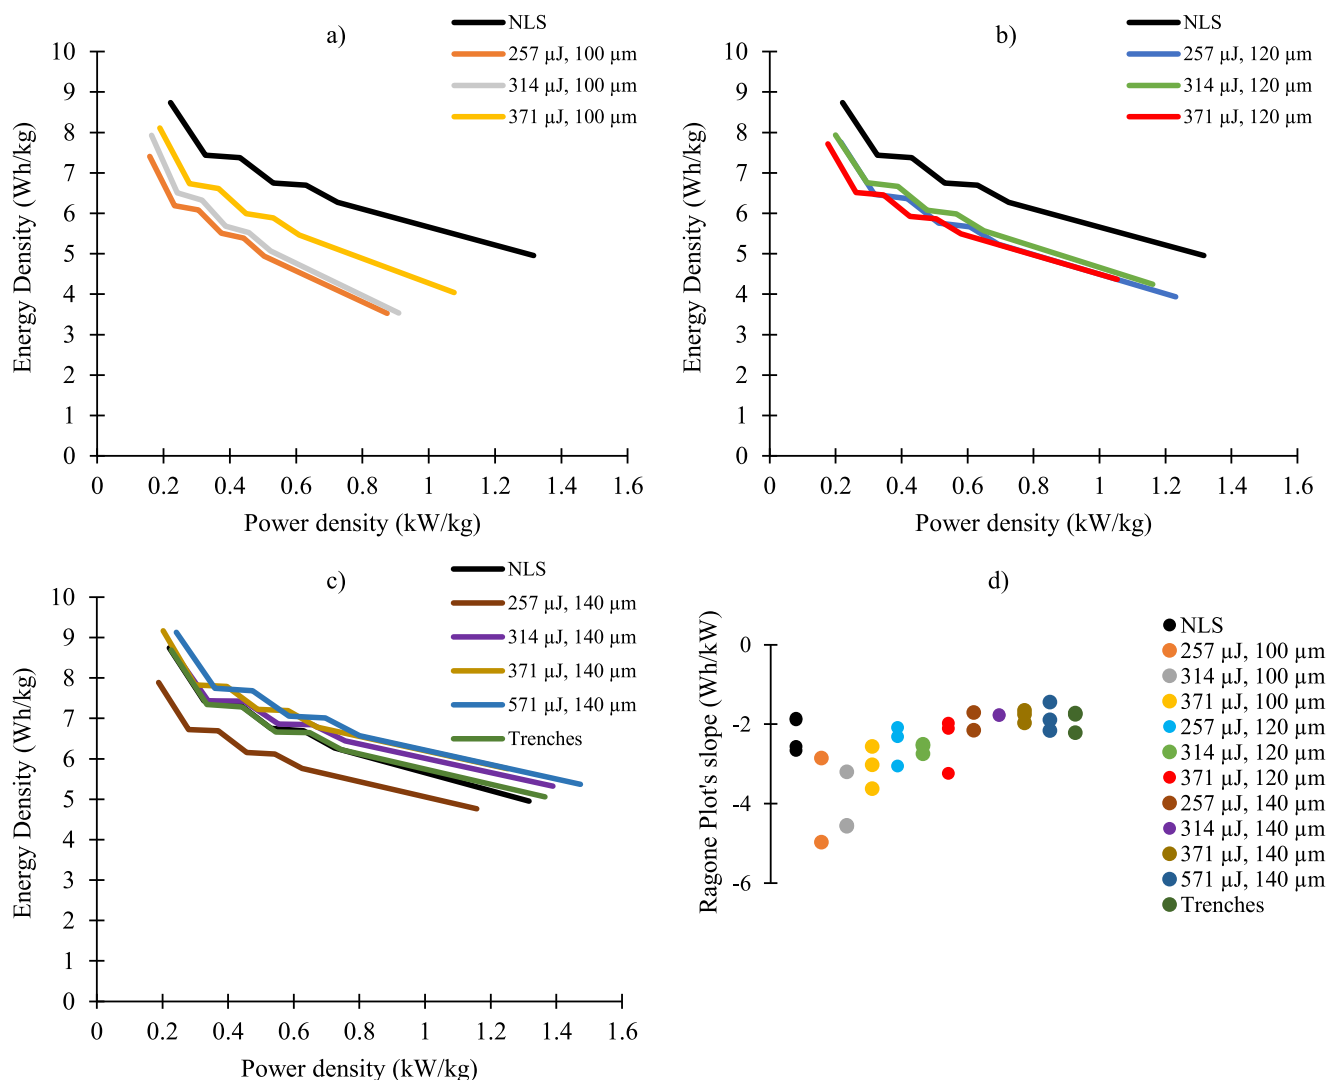 a)
NLS
257 µJ, 100 µm
314 µJ, 100 µm
371 µJ, 100 µm
10
9
8
7
6
5
4
3
2
1
0
Energy Density (Wh/kg)
0 0.2 0.4 0.6 0.8 1 1.2 1.4 1.6
Power density (kW/kg)
b)
NLS
257 µJ, 120 µm
314 µJ, 120 µm
371 µJ, 120 µm
10
9
8
7
6
5
4
3
2
1
0
Energy Density (Wh/kg)
0 0.2 0.4 0.6 0.8 1 1.2 1.4 1.6
Power density (kW/kg)
c)
NLS
257 µJ, 140 µm
314 µJ, 140 µm
371 µJ, 140 µm
571 µJ, 140 µm
Trenches
10
9
8
7
6
5
4
3
2
1
0
Energy Density (Wh/kg)
0 0.2 0.4 0.6 0.8 1 1.2 1.4 1.6
Power density (kW/kg)
d)
0
-2
-4
-6
Ragone Plot's slope (Wh/kW)
NLS
257 µJ, 100 µm
314 µJ, 100 µm
371 µJ, 100 µm
257 µJ, 120 µm
314 µJ, 120 µm
371 µJ, 120 µm
257 µJ, 140 µm
314 µJ, 140 µm
371 µJ, 140 µm
571 µJ, 140 µm
Trenches